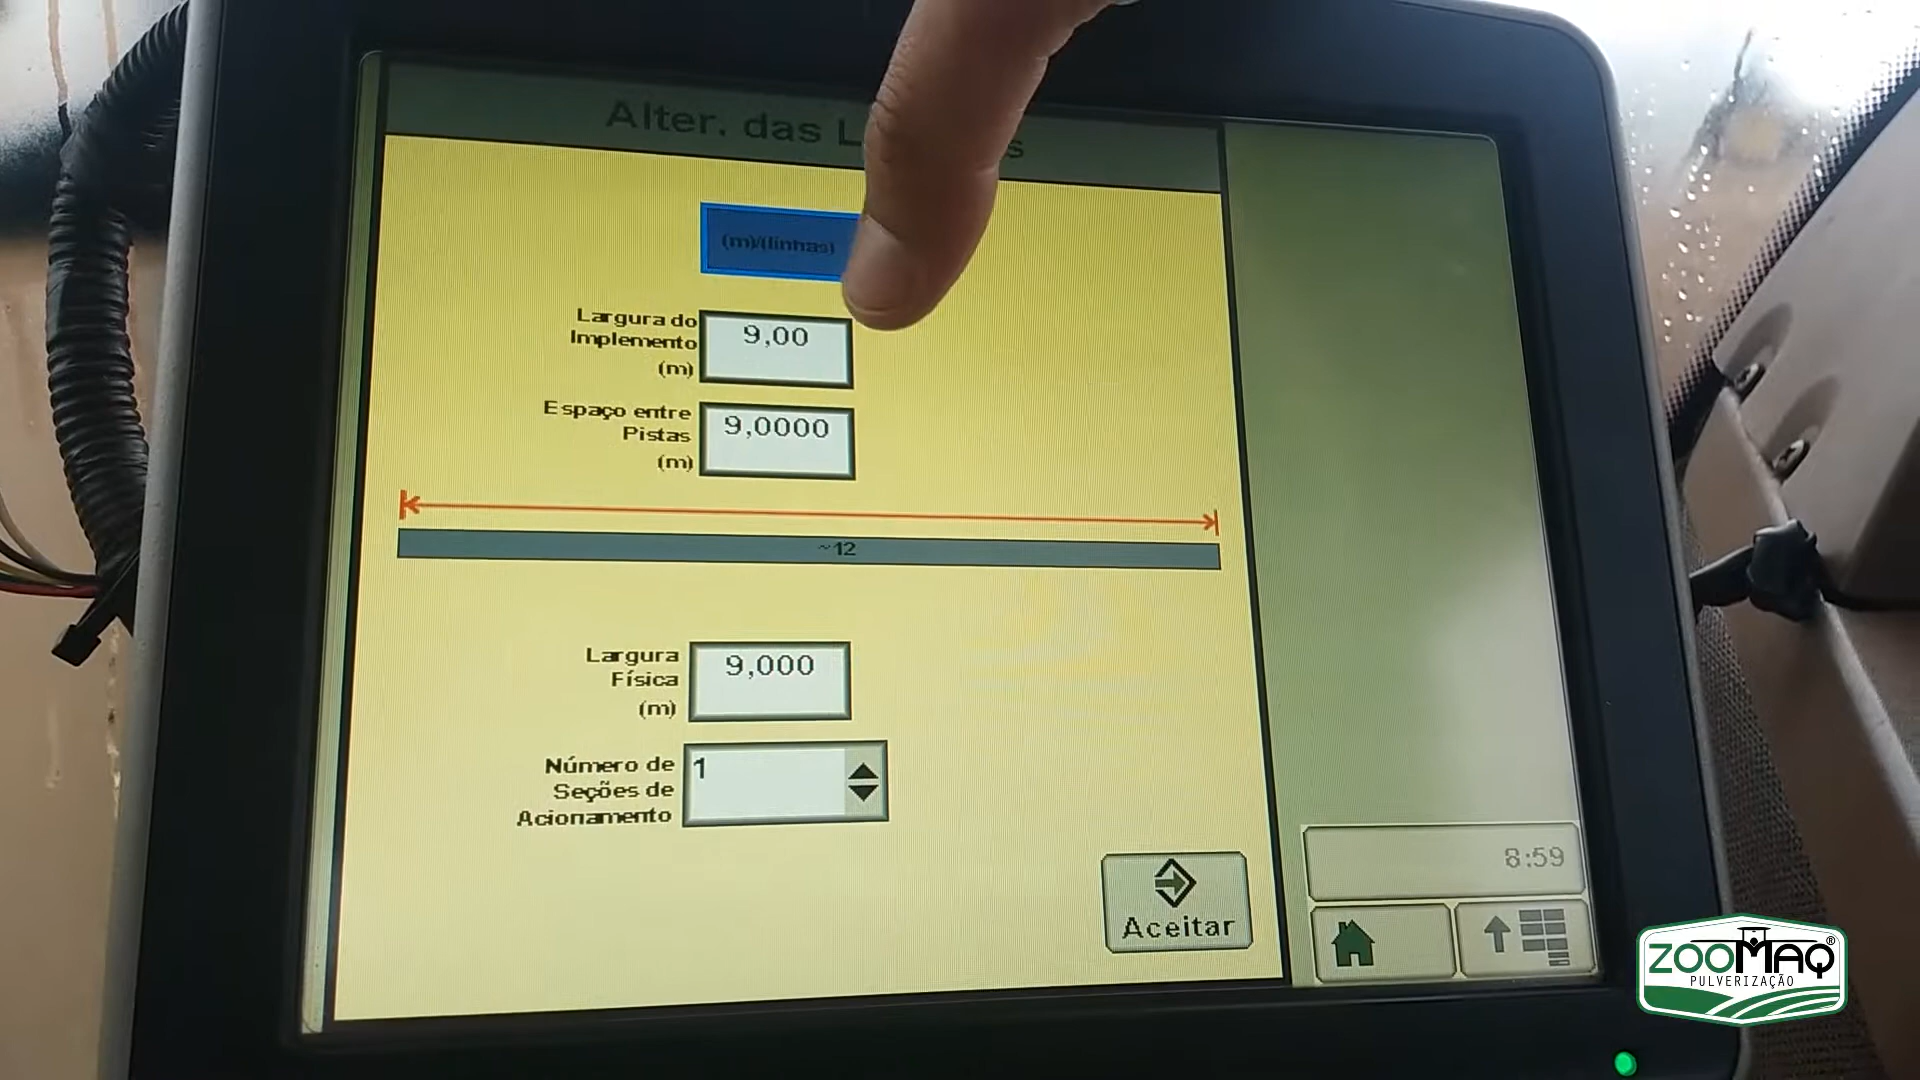 Alter. das
(m)/(linhas)
Largura do
Implemento
(m)
9,00
Espaço entre
Pistas
(m)
9,0000
~12
Largura
Física
(m)
9,000
Número de
Seções de
Acionamento
1
Aceitar
8:59
ZOOMAQ®
PULVERIZAÇÃO